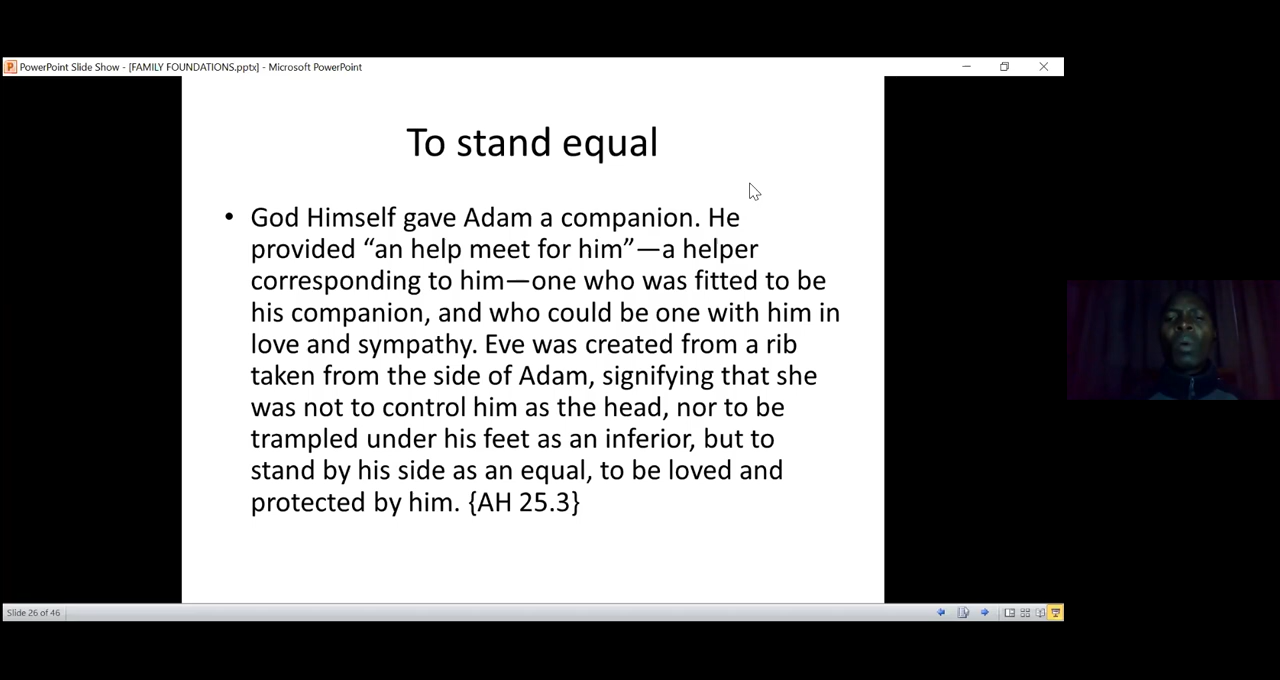 PowerPoint Slide Show - [FAMILY FOUNDATIONS.pptx] - Microsoft PowerPoint
To stand equal
• God Himself gave Adam a companion. He
provided “an help meet for him”—a helper
corresponding to him—one who was fitted to be
his companion, and who could be one with him in
love and sympathy. Eve was created from a rib
taken from the side of Adam, signifying that she
was not to control him as the head, nor to be
trampled under his feet as an inferior, but to
stand by his side as an equal, to be loved and
protected by him. {AH 25.3}
Slide 26 of 46